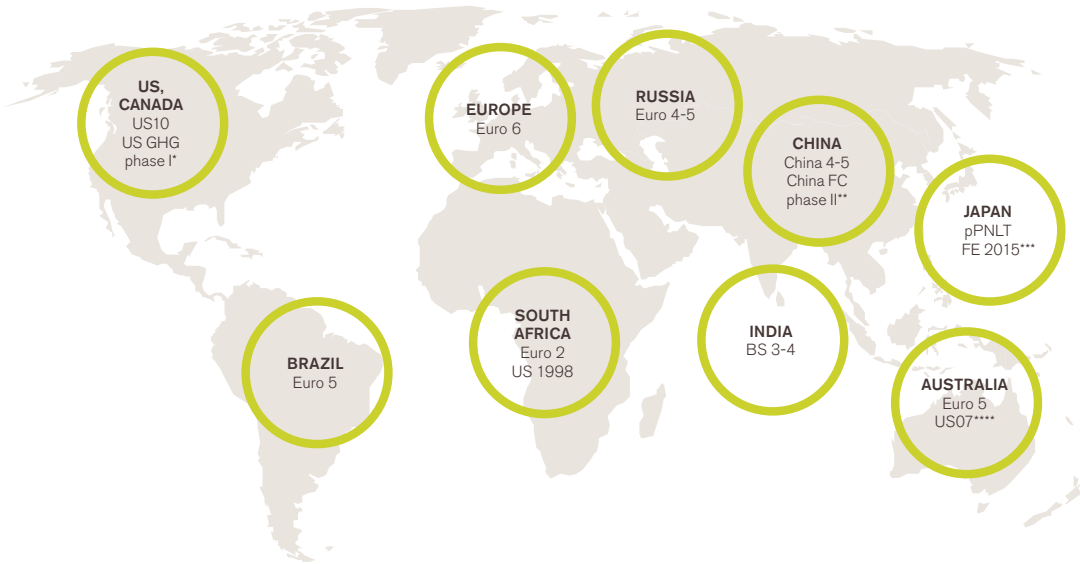 US,
CANADA
US10
US GHG
phase I*
EUROPE
Euro 6
RUSSIA
Euro 4-5
CHINA
China 4-5
China FC
phase II**
JAPAN
pPNLT
FE 2015***
BRAZIL
Euro 5
SOUTH
AFRICA
Euro 2
US 1998
INDIA
BS 3-4
AUSTRALIA
Euro 5
US07****